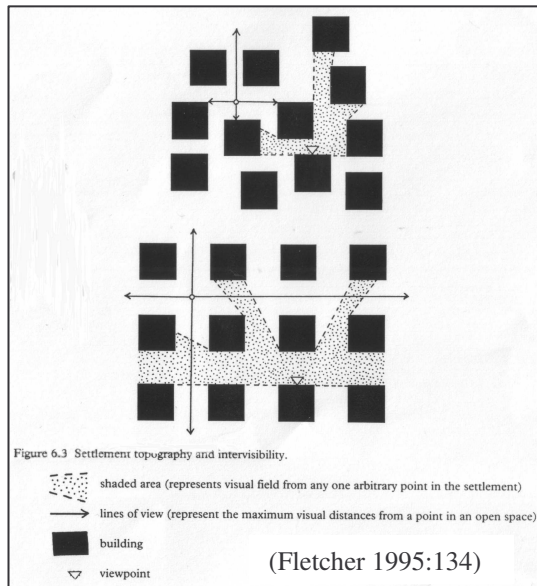 Figure 6.3 Settlement topography and intervisibility.
shaded area (represents visual field from any one arbitrary point in the settlement)
lines of view (represent the maximum visual distances from a point in an open space)
building
viewpoint
(Fletcher 1995:134)